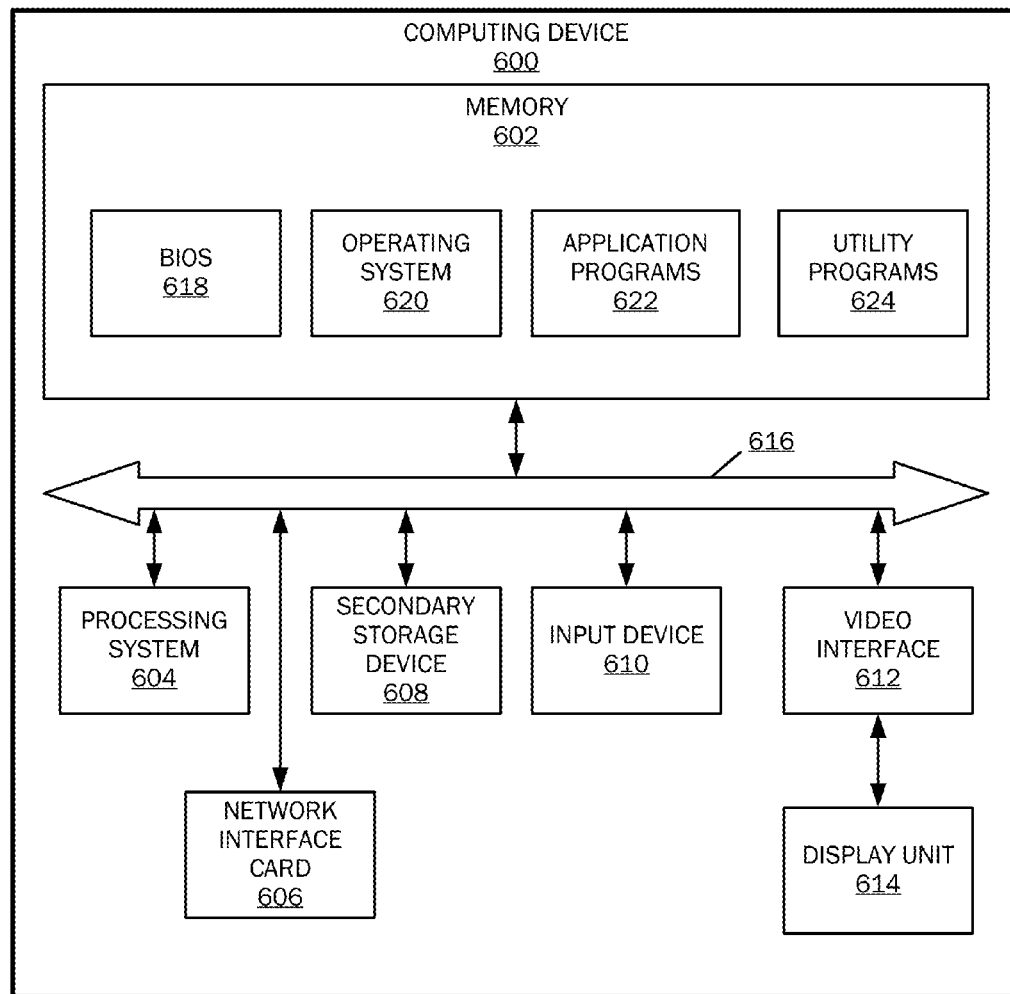 COMPUTING DEVICE
600
MEMORY
602
BIOS
618
OPERATING
SYSTEM
620
APPLICATION
PROGRAMS
622
UTILITY
PROGRAMS
624
616
PROCESSING
SYSTEM
604
SECONDARY
STORAGE
DEVICE
608
INPUT DEVICE
610
VIDEO
INTERFACE
612
NETWORK
INTERFACE
CARD
606
DISPLAY UNIT
614